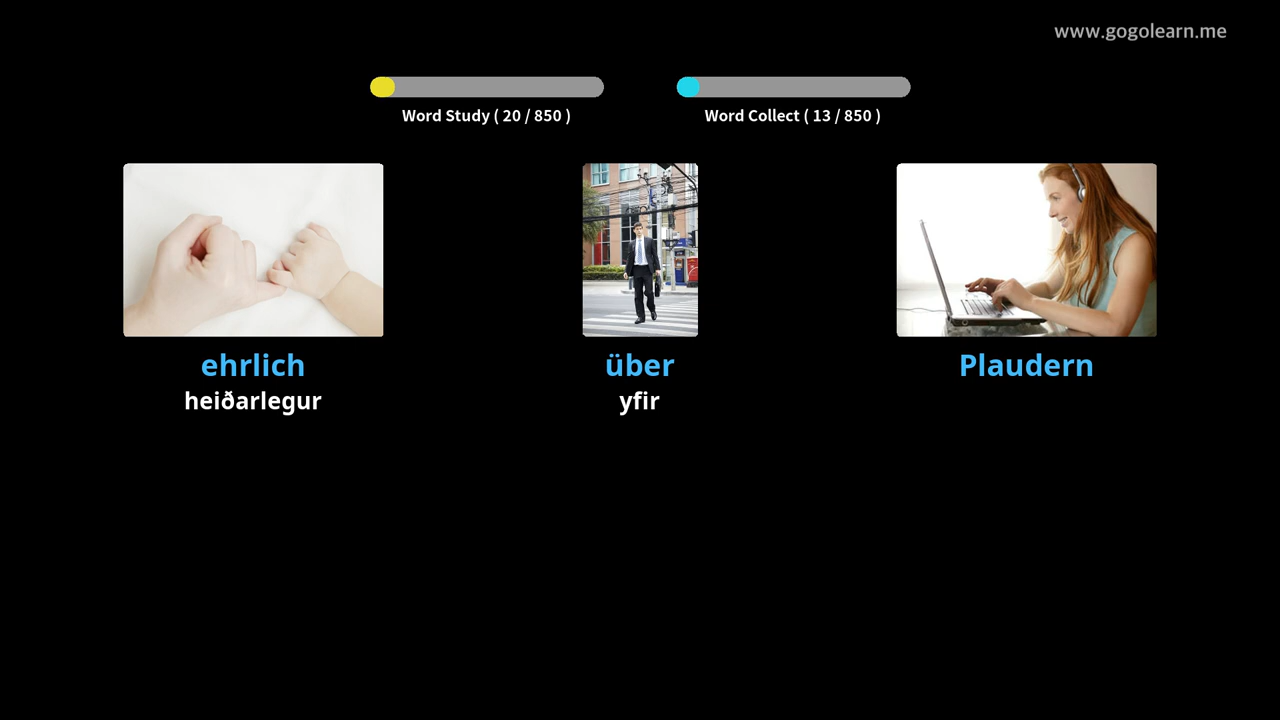 www.gogolearn.me
Word Study ( 20 / 850 )
Word Collect ( 13 / 850 )
ehrlich
heiðarlegur
über
yfir
Plaudern